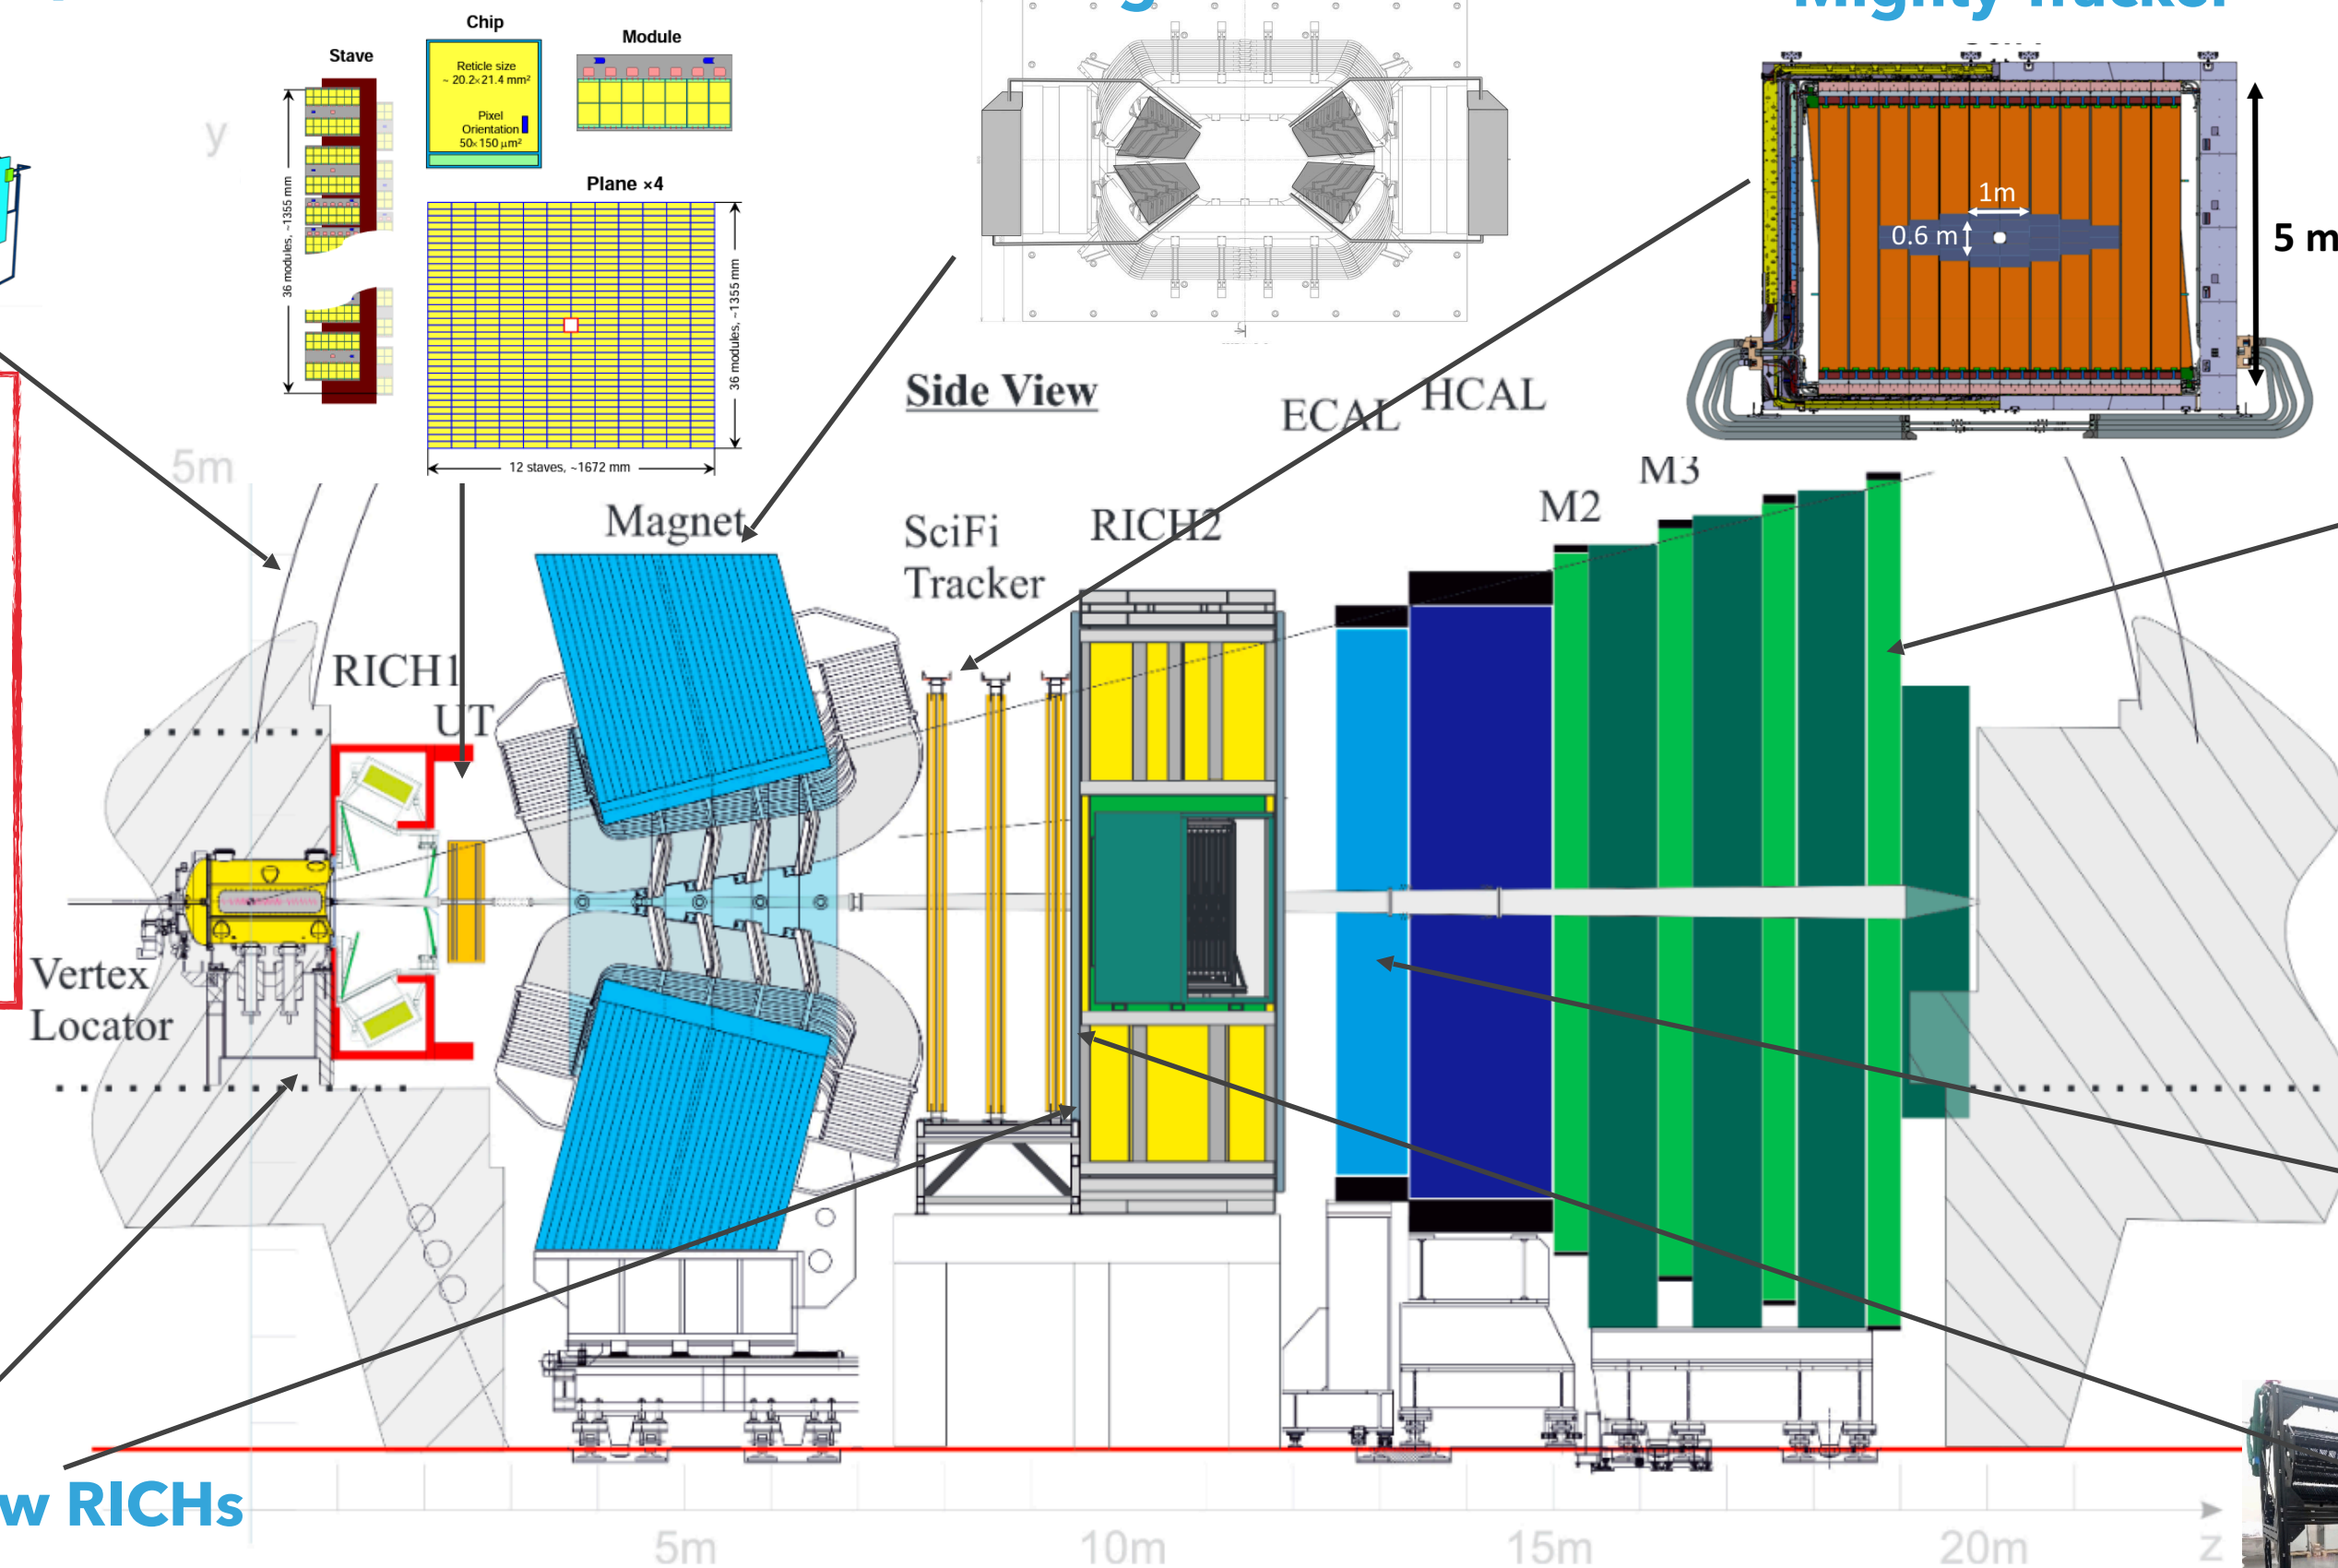 Mighty Tracker
Chip
Stave
Module
Reticle size
~ 20.2×21.4 mm²
Pixel
Orientation
50×150 μm²
36 modules, ~1355 mm
Plane ×4
36 modules, ~1355 mm
12 staves, ~1672 mm
1m
0.6 m
5 m
y
5m
Side View
ECAL
HCAL
M3
M2
Magnet
SciFi
Tracker
RICH2
RICH1
UT
Vertex
Locator
w RICHs
5m
10m
15m
20m
z